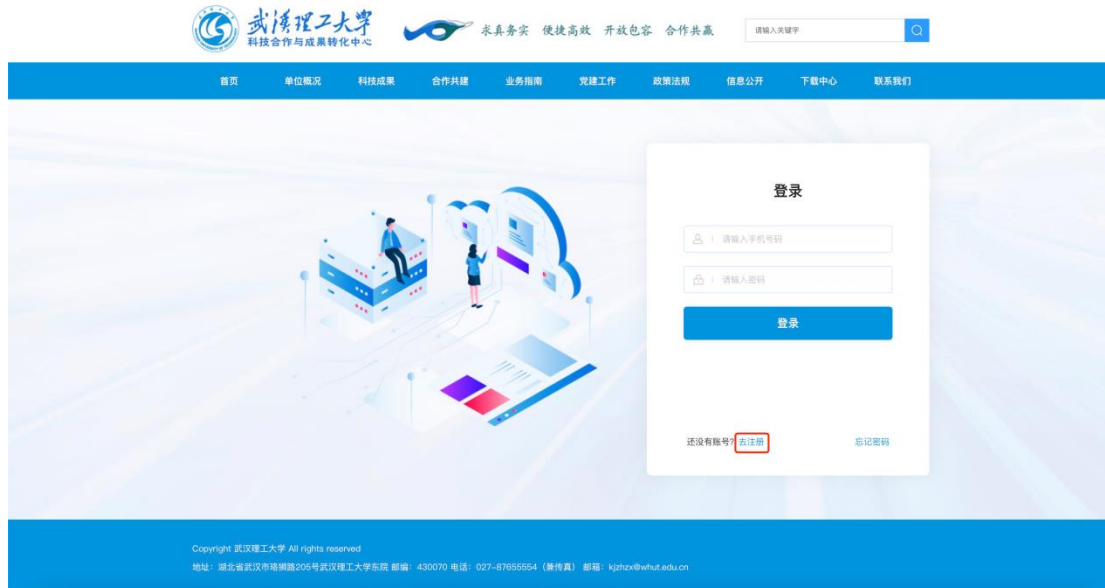 武汉理工大学
科技合作与成果转化中心
求真务实 便捷高效 开放包容 合作共赢
请输入关键字
首页 单位概况 科技成果 合作共建 业务指南 党建工作 政策法规 信息公开 下载中心 联系我们
登录
请输入手机号码
请输入密码
登录
还没有账号?去注册 忘记密码
Copyright 武汉理工大学 All rights reserved
地址：湖北省武汉市珞狮路205号武汉理工大学东院 邮编：430070 电话：027-87655554（兼传真） 邮箱：kjzhzx@whut.edu.cn